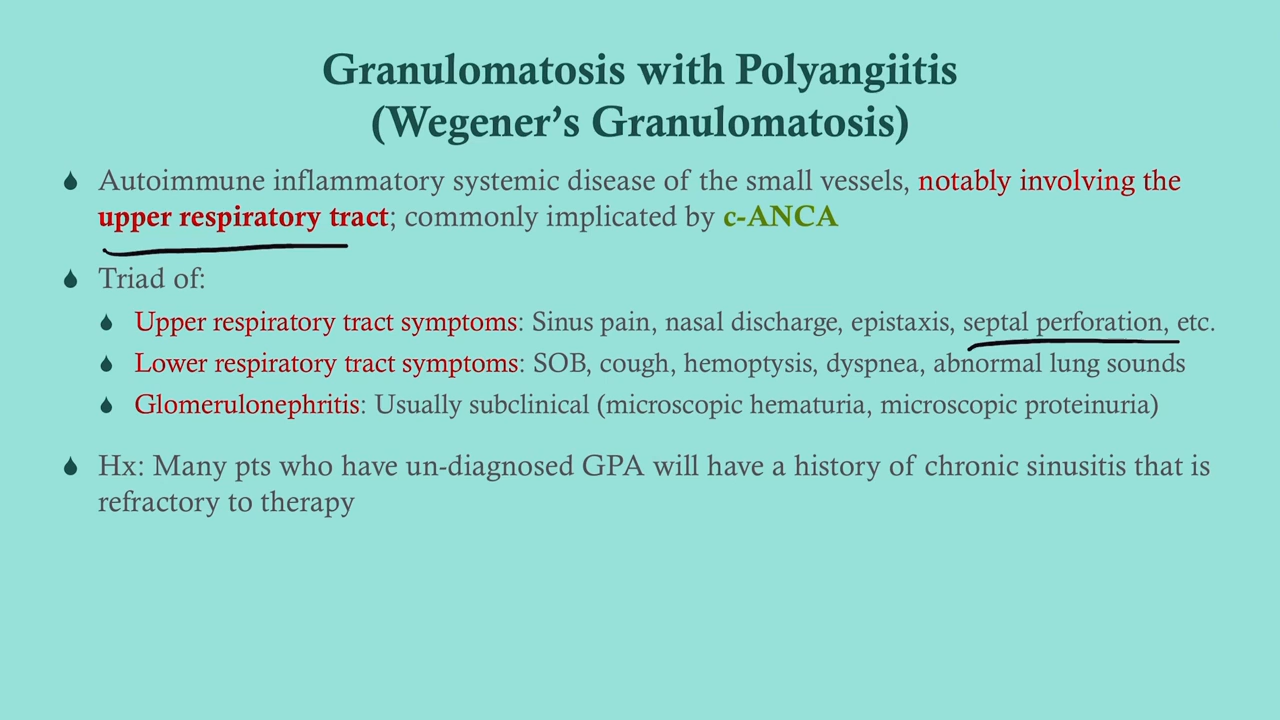 Granulomatosis with Polyangiitis
(Wegener’s Granulomatosis)
Autoimmune inflammatory systemic disease of the small vessels, notably involving the
upper respiratory tract; commonly implicated by c-ANCA
Triad of:
Upper respiratory tract symptoms: Sinus pain, nasal discharge, epistaxis, septal perforation, etc.
Lower respiratory tract symptoms: SOB, cough, hemoptysis, dyspnea, abnormal lung sounds
Glomerulonephritis: Usually subclinical (microscopic hematuria, microscopic proteinuria)
Hx: Many pts who have un-diagnosed GPA will have a history of chronic sinusitis that is
refractory to therapy